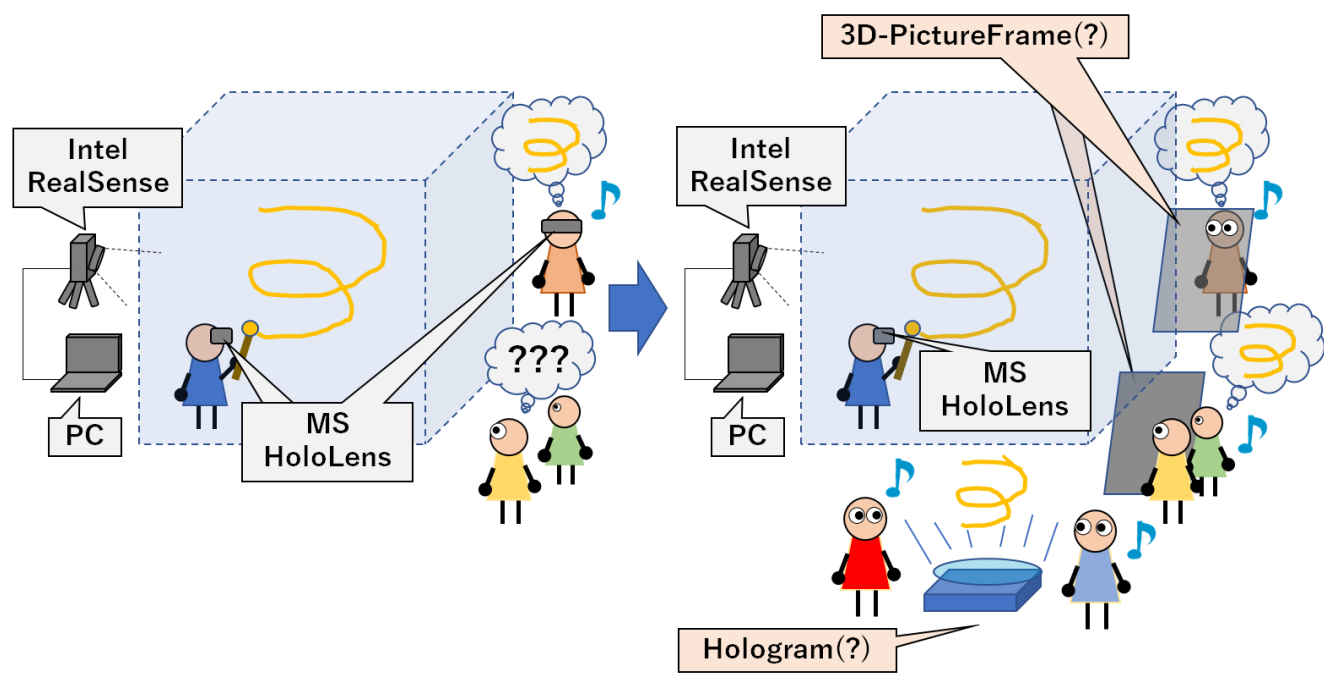 3D-PictureFrame(?)
Intel
RealSense
PC
MS
HoloLens
???
Intel
RealSense
PC
MS
HoloLens
Hologram(?)